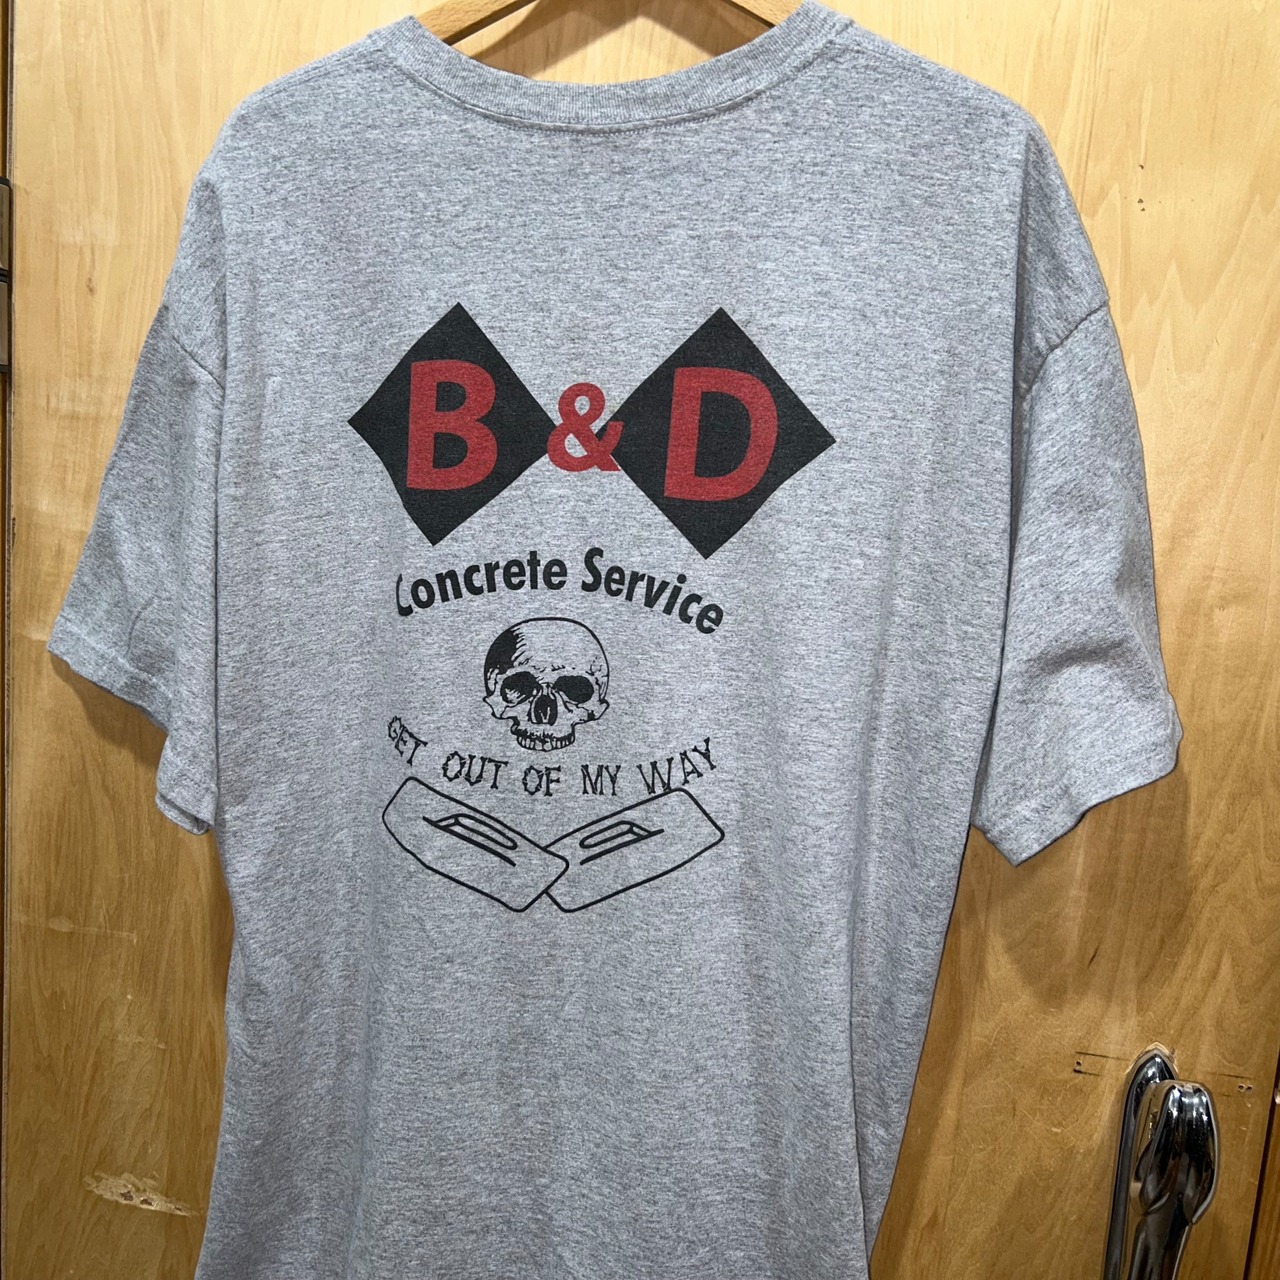 B & D
Concrete Service
GET OUT OF MY WAY